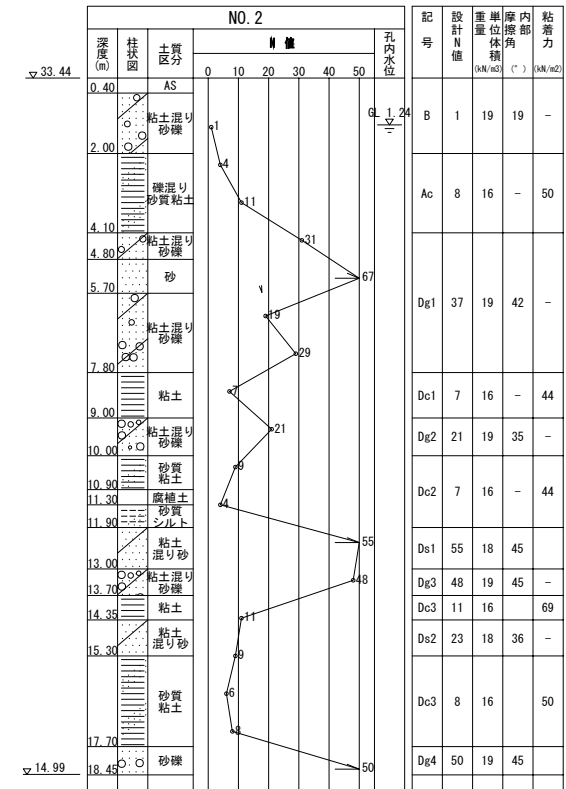 NO. 2
深度(m) 柱状図 土質区分 N 値 孔内水位
0 10 20 30 40 50
記号 設計N値 単位体積重量 (kN/m3) 内部摩擦角 (°) 粘着力 (kN/m2)
33.44
0.40 AS
GL 1.24
粘土混り砂礫 1
B 1 19 19 -
2.00
礫混り砂質粘土 4 11
Ac 8 16 - 50
4.10
粘土混り砂礫 31
4.80
砂 67
5.70
Dg1 37 19 42 -
粘土混り砂礫 19 29
7.80
粘土 7
Dc1 7 16 - 44
9.00
粘土混り砂礫 21
Dg2 21 19 35 -
10.00
砂質粘土 9
10.90
Dc2 7 16 - 44
11.30 腐植土 4
11.90 砂質シルト
粘土混り砂 55
Ds1 55 18 45
13.00
粘土混り砂礫 48
Dg3 48 19 45 -
13.70
粘土 11
Dc3 11 16 69
14.35
粘土混り砂
Ds2 23 18 36 -
15.30
9
砂質粘土 6 8
Dc3 8 16 50
17.70
砂礫 50
Dg4 50 19 45
14.99
18.45